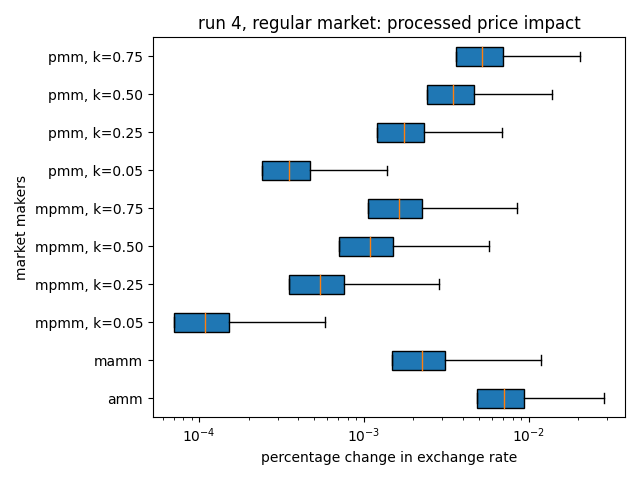 run 4, regular market: processed price impact
pmm, k=0.75
pmm, k=0.50
pmm, k=0.25
pmm, k=0.05
mpmm, k=0.75
mpmm, k=0.50
mpmm, k=0.25
mpmm, k=0.05
mamm
amm
market makers
10⁻⁴ 10⁻³ 10⁻²
percentage change in exchange rate